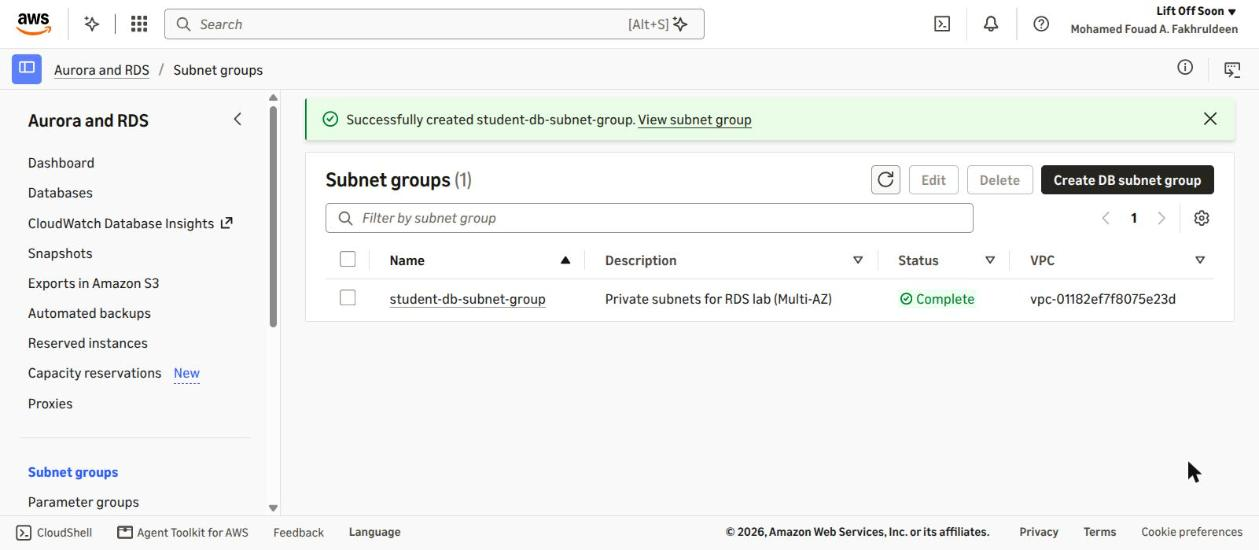 aws
Search
[Alt+S]
Lift Off Soon ▼
Mohamed Fouad A. Fakhruldeen
Aurora and RDS / Subnet groups
Aurora and RDS
Dashboard
Databases
CloudWatch Database Insights
Snapshots
Exports in Amazon S3
Automated backups
Reserved instances
Capacity reservations New
Proxies
Subnet groups
Parameter groups
Successfully created student-db-subnet-group. View subnet group
Subnet groups (1)
Edit
Delete
Create DB subnet group
Filter by subnet group
1
Name Description Status VPC
student-db-subnet-group Private subnets for RDS lab (Multi-AZ) Complete vpc-01182ef7f8075e23d
CloudShell Agent Toolkit for AWS Feedback Language © 2026, Amazon Web Services, Inc. or its affiliates. Privacy Terms Cookie preferences